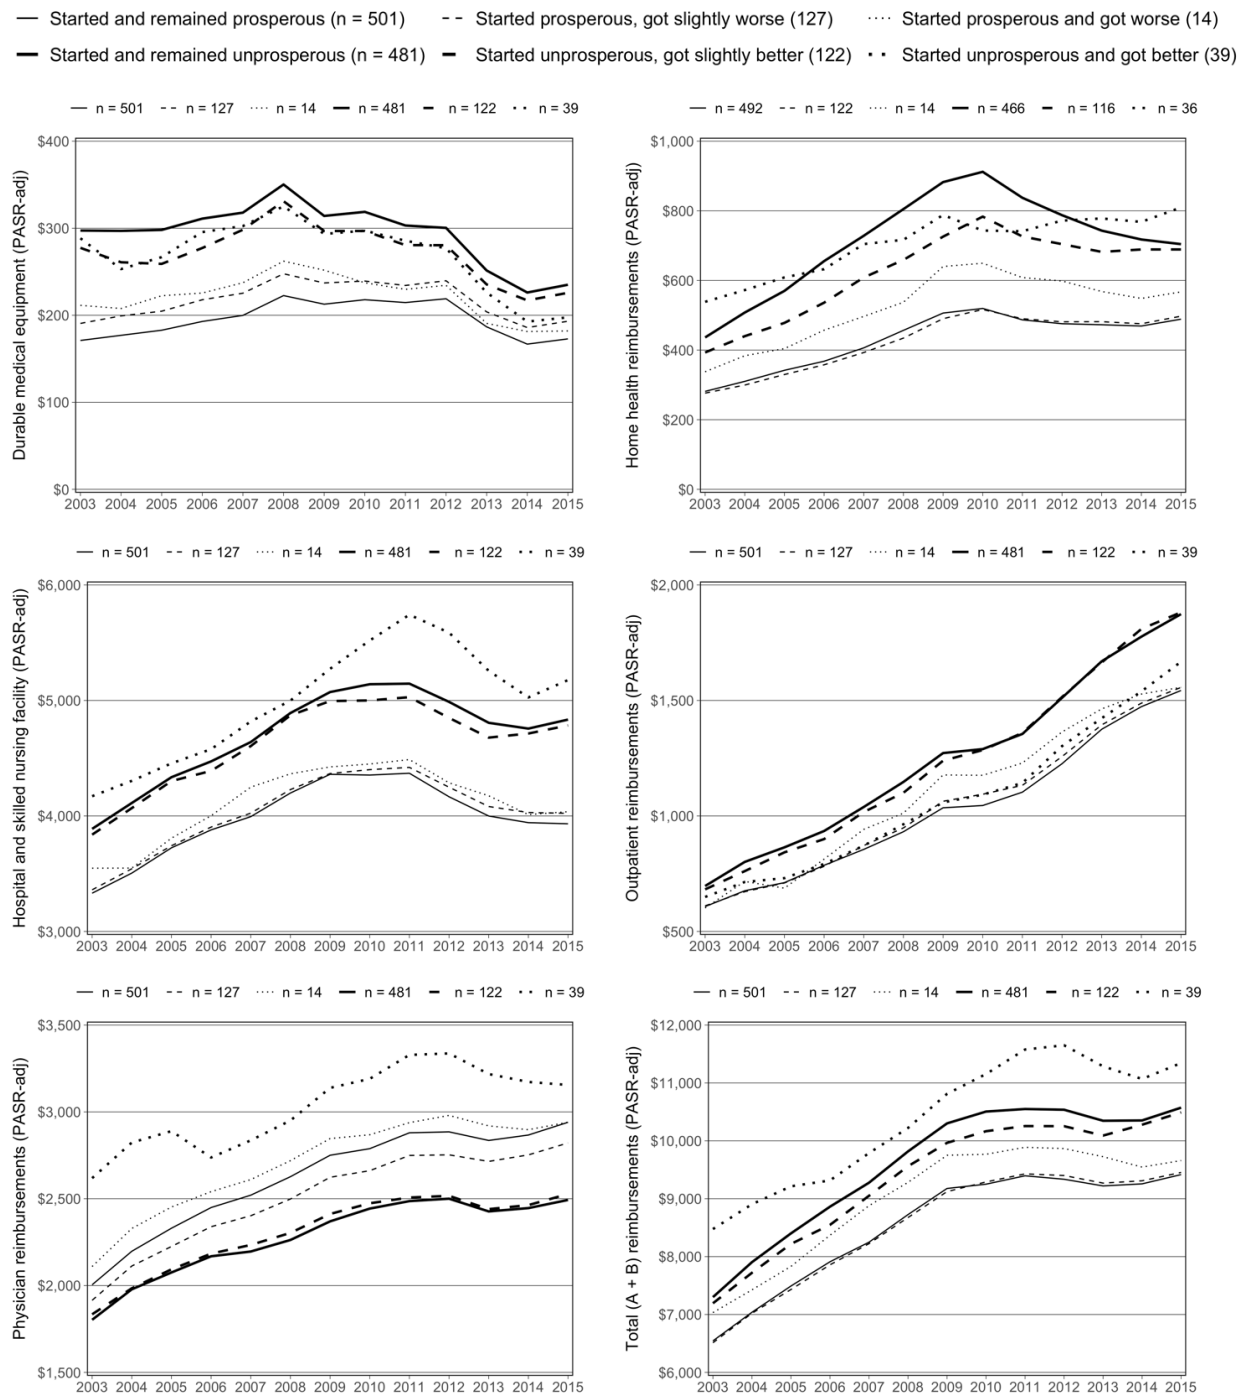 Started and remained prosperous (n = 501) Started prosperous, got slightly worse (127) Started prosperous and got worse (14)
Started and remained unprosperous (n = 481) Started unprosperous, got slightly better (122) Started unprosperous and got better (39)
n = 501 n = 127 n = 14 n = 481 n = 122 n = 39
Durable medical equipment (PASR-adj)
$400
$300
$200
$100
$0
2003 2004 2005 2006 2007 2008 2009 2010 2011 2012 2013 2014 2015
n = 492 n = 122 n = 14 n = 466 n = 116 n = 36
Home health reimbursements (PASR-adj)
$1,000
$800
$600
$400
$200
$0
2003 2004 2005 2006 2007 2008 2009 2010 2011 2012 2013 2014 2015
n = 501 n = 127 n = 14 n = 481 n = 122 n = 39
Hospital and skilled nursing facility (PASR-adj)
$6,000
$5,000
$4,000
$3,000
2003 2004 2005 2006 2007 2008 2009 2010 2011 2012 2013 2014 2015
n = 501 n = 127 n = 14 n = 481 n = 122 n = 39
Outpatient reimbursements (PASR-adj)
$2,000
$1,500
$1,000
$500
2003 2004 2005 2006 2007 2008 2009 2010 2011 2012 2013 2014 2015
n = 501 n = 127 n = 14 n = 481 n = 122 n = 39
Physician reimbursements (PASR-adj)
$3,500
$3,000
$2,500
$2,000
$1,500
2003 2004 2005 2006 2007 2008 2009 2010 2011 2012 2013 2014 2015
n = 501 n = 127 n = 14 n = 481 n = 122 n = 39
Total (A + B) reimbursements (PASR-adj)
$12,000
$11,000
$10,000
$9,000
$8,000
$7,000
$6,000
2003 2004 2005 2006 2007 2008 2009 2010 2011 2012 2013 2014 2015